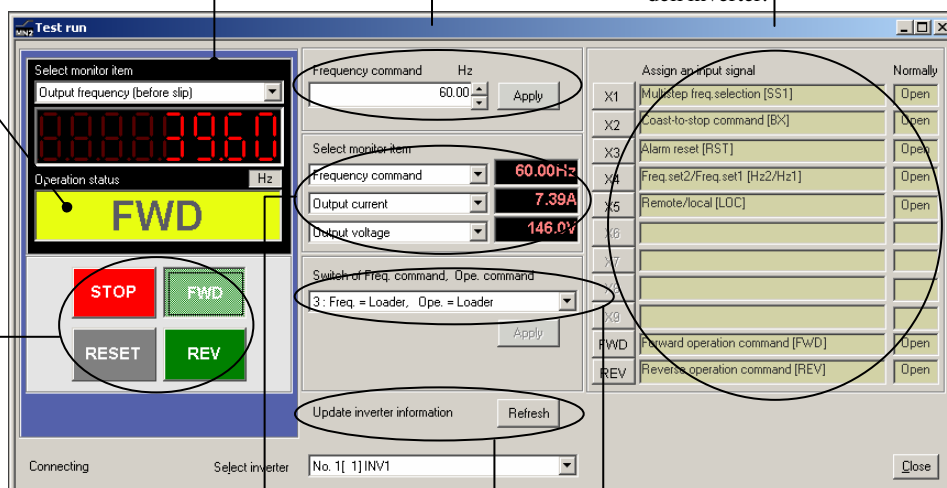 den inverter.
MN2 Test run
Select monitor item
Output frequency (before slip)
39.60
Operation status
Hz
FWD
STOP
FWD
RESET
REV
Frequency command Hz
60.00
Apply
Select monitor item
Frequency command
60.00Hz
Output current
7.39A
Output voltage
146.0V
Switch of Freq. command, Ope. command
3 : Freq. = Loader, Ope. = Loader
Apply
Update inverter information
Refresh
Assign an input signal Normally
X1 Multistep freq.selection [SS1] Open
X2 Coast-to-stop command [BX] Open
X3 Alarm reset [RST] Open
X4 Freq.set2/Freq.set1 [Hz2/Hz1] Open
X5 Remote/local [LOC] Open
X6
X7
X8
X9
FWD Forward operation command [FWD] Open
REV Reverse operation command [REV] Open
Connecting
Select inverter
No. 1[ 1] INV1
Close